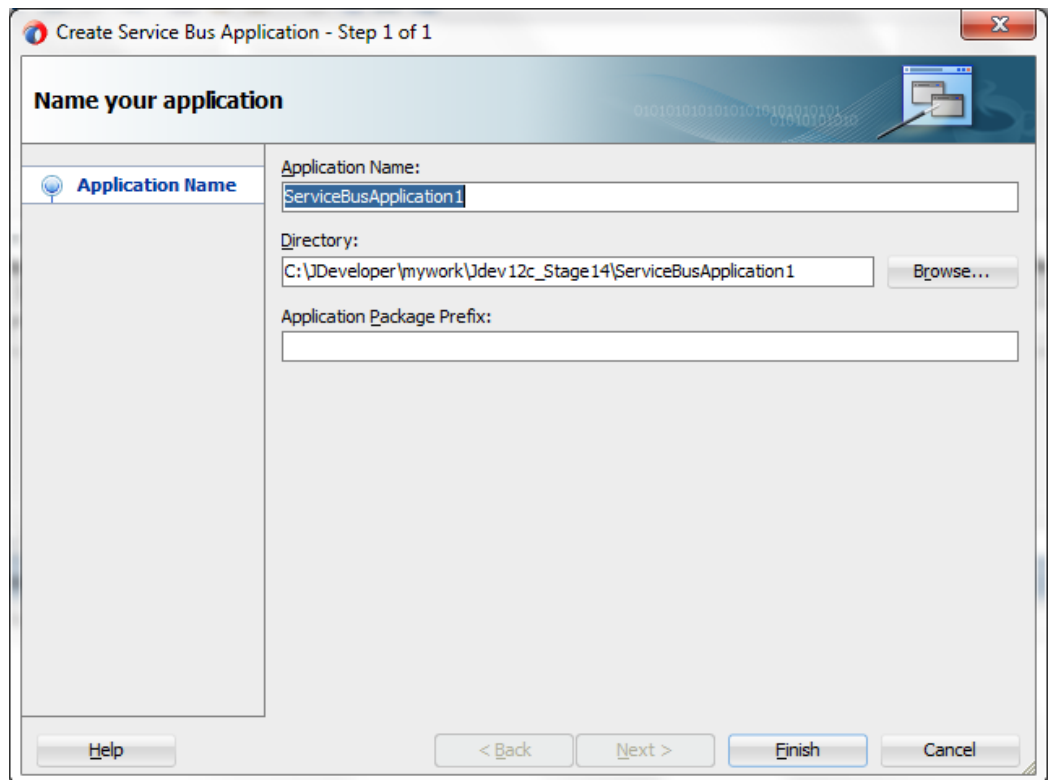 Create Service Bus Application - Step 1 of 1
Name your application
Application Name
Application Name:
ServiceBusApplication1
Directory:
C:\JDeveloper\mywork\Jdev12c_Stage14\ServiceBusApplication1
Browse...
Application Package Prefix:
Help
< Back
Next >
Finish
Cancel